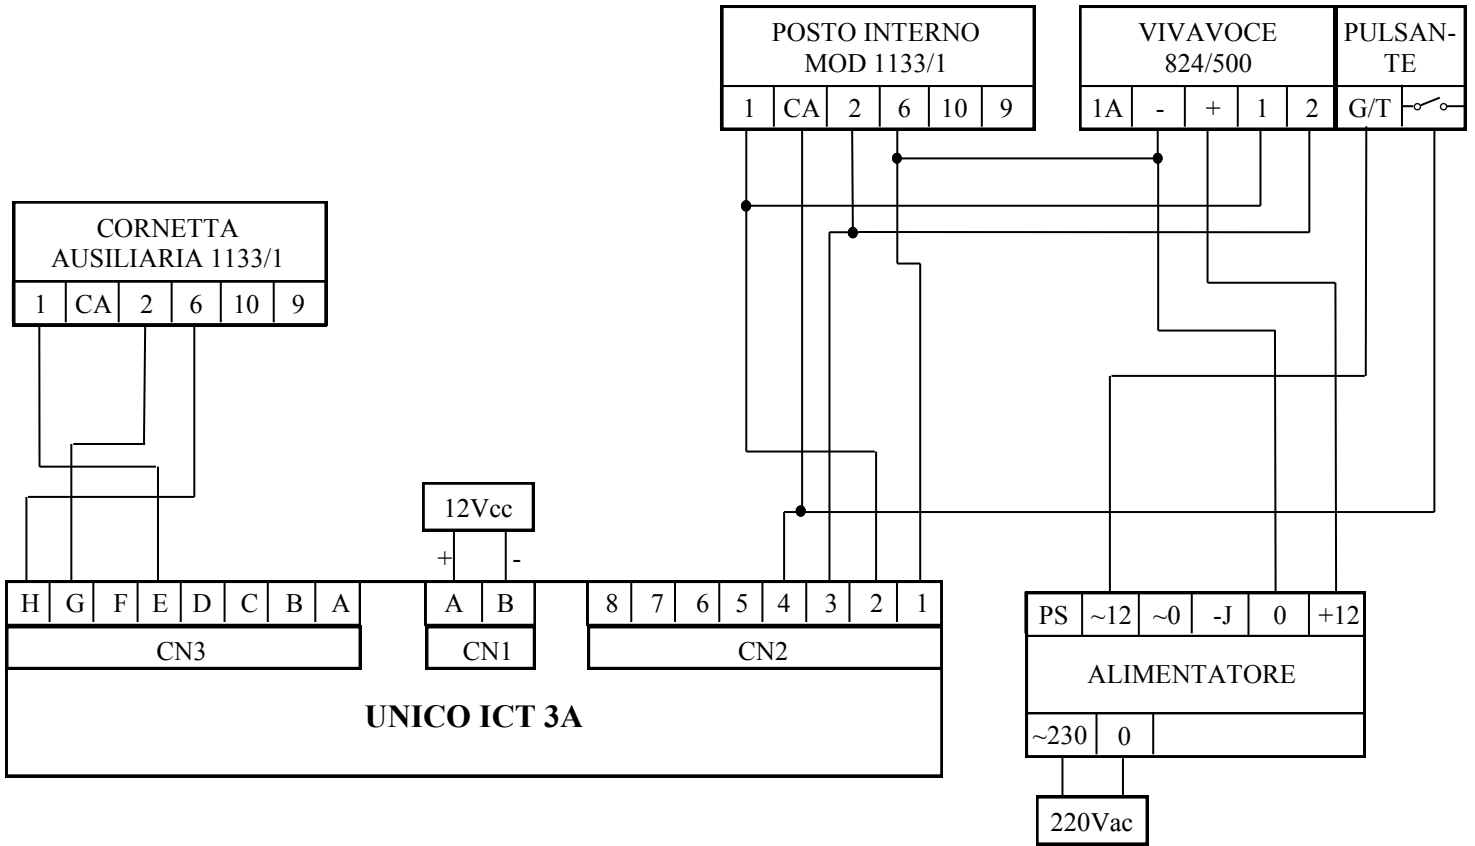 POSTO INTERNO
MOD 1133/1
1 CA 2 6 10 9
VIVAVOCE
824/500
1A - + 1 2
PULSAN-
TE
G/T
CORNETTA
AUSILIARIA 1133/1
1 CA 2 6 10 9
12Vcc
+ -
H G F E D C B A
CN3
A B
CN1
8 7 6 5 4 3 2 1
CN2
UNICO ICT 3A
PS ~12 ~0 -J 0 +12
ALIMENTATORE
~230 0
220Vac